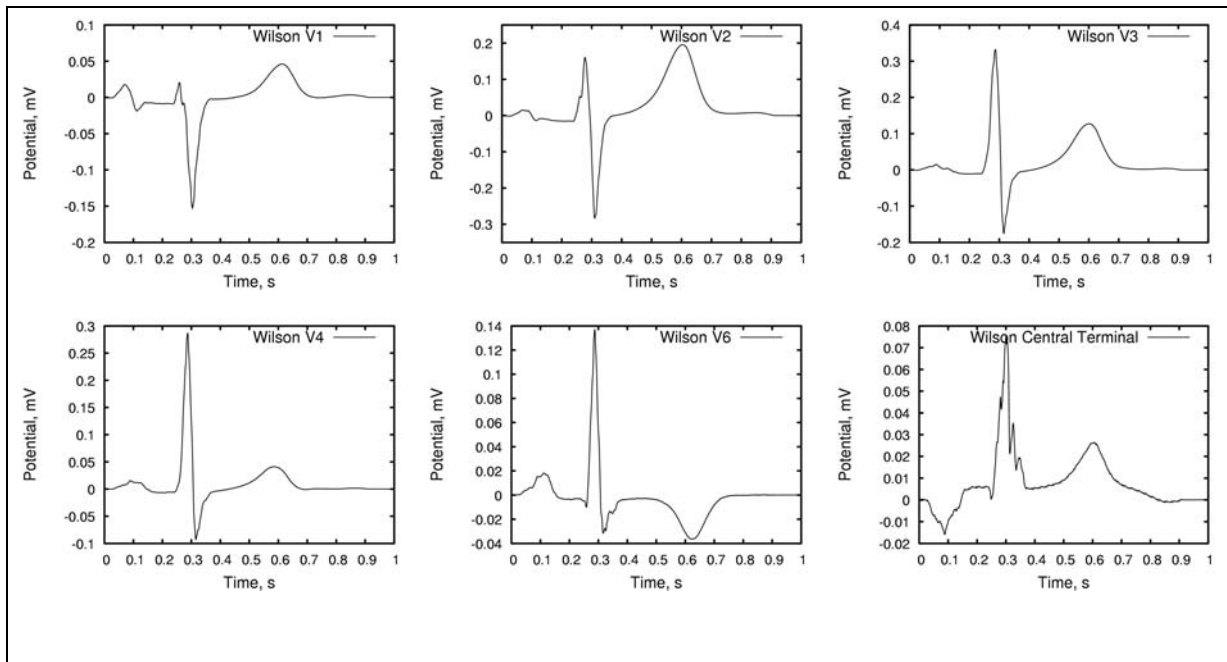 Wilson V1
0.1
0.05
0
-0.05
-0.1
-0.15
-0.2
Potential, mV
0 0.1 0.2 0.3 0.4 0.5 0.6 0.7 0.8 0.9 1
Time, s
Wilson V2
0.2
0.1
0
-0.1
-0.2
-0.3
Potential, mV
0 0.1 0.2 0.3 0.4 0.5 0.6 0.7 0.8 0.9 1
Time, s
Wilson V3
0.4
0.3
0.2
0.1
0
-0.1
-0.2
Potential, mV
0 0.1 0.2 0.3 0.4 0.5 0.6 0.7 0.8 0.9 1
Time, s
Wilson V4
0.3
0.25
0.2
0.15
0.1
0.05
0
-0.05
-0.1
Potential, mV
0 0.1 0.2 0.3 0.4 0.5 0.6 0.7 0.8 0.9 1
Time, s
Wilson V6
0.14
0.12
0.1
0.08
0.06
0.04
0.02
0
-0.02
-0.04
Potential, mV
0 0.1 0.2 0.3 0.4 0.5 0.6 0.7 0.8 0.9 1
Time, s
Wilson Central Terminal
0.08
0.07
0.06
0.05
0.04
0.03
0.02
0.01
0
-0.01
-0.02
Potential, mV
0 0.1 0.2 0.3 0.4 0.5 0.6 0.7 0.8 0.9 1
Time, s